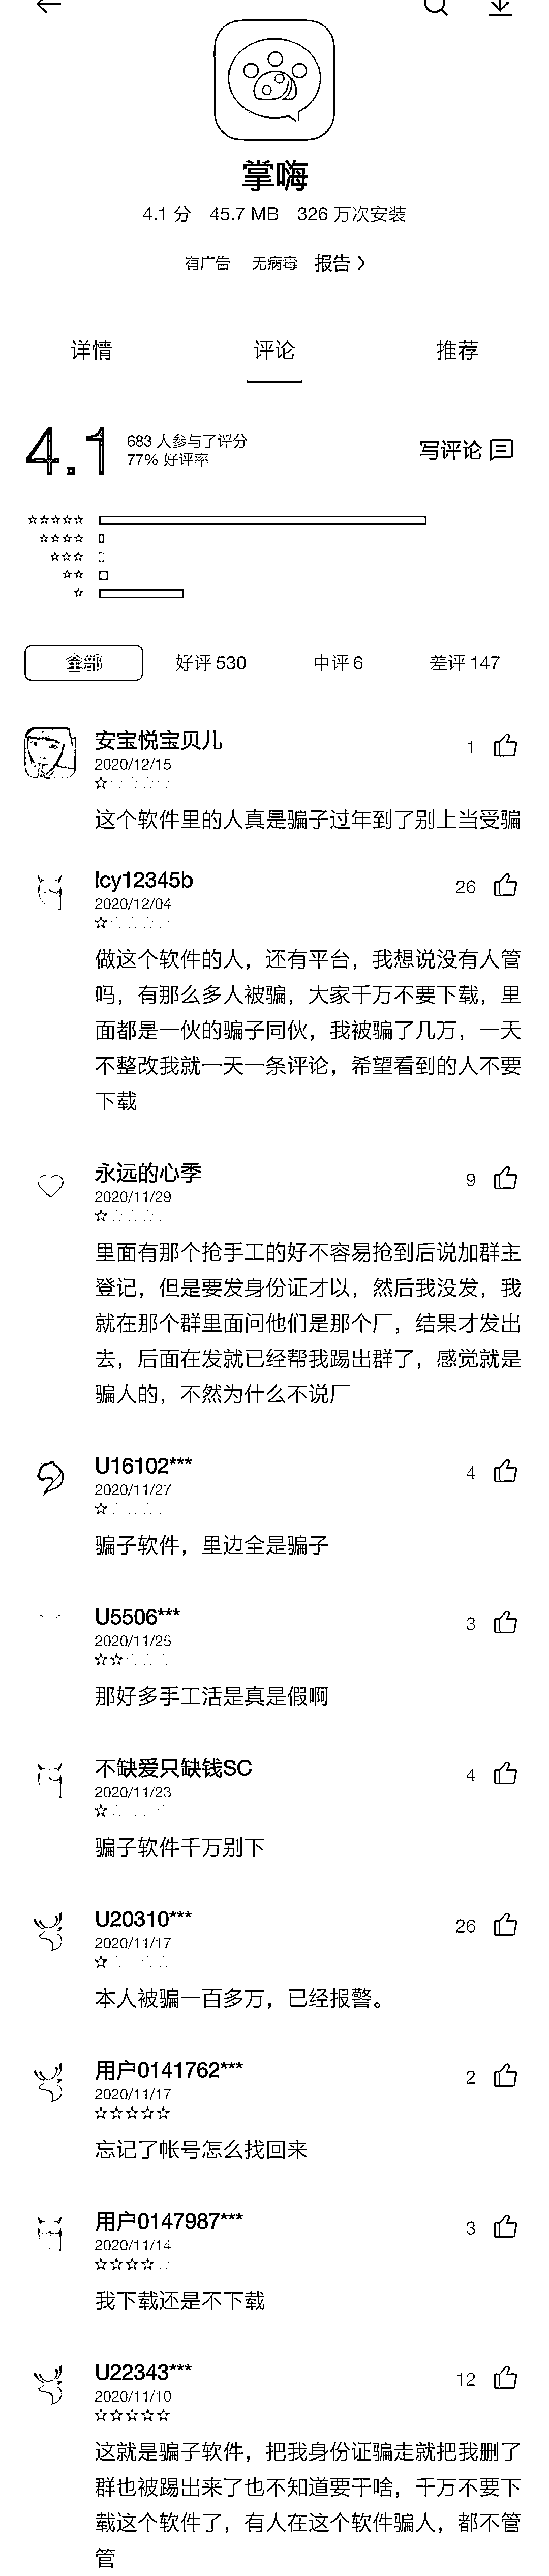 掌嗨
4.1 分 45.7 MB 326 万次安装
有广告 无病毒 报告
详情 评论 推荐
4.1 683 人参与了评分
77% 好评率
写评论
全部 好评 530 中评 6 差评 147
安宝悦宝贝儿 1
2020/12/15
这个软件里的人真是骗子过年到了别上当受骗
lcy12345b 26
2020/12/04
做这个软件的人，还有平台，我想说没有人管
吗，有那么多人被骗，大家千万不要下载，里
面都是一伙的骗子同伙，我被骗了几万，一天
不整改我就一天一条评论，希望看到的人不要
下载
永远的心季 9
2020/11/29
里面有那个抢手工的好不容易抢到后说加群主
登记，但是要发身份证才以，然后我没发，我
就在那个群里面问他们是那个厂，结果才发出
去，后面在发就已经帮我踢出群了，感觉就是
骗人的，不然为什么不说厂
U16102*** 4
2020/11/27
骗子软件，里边全是骗子
U5506*** 3
2020/11/25
那好多手工活是真是假啊
不缺爱只缺钱SC 4
2020/11/23
骗子软件千万别下
U20310*** 26
2020/11/17
本人被骗一百多万，已经报警。
用户0141762*** 2
2020/11/17
忘记了帐号怎么找回来
用户0147987*** 3
2020/11/14
我下载还是不下载
U22343*** 12
2020/11/10
这就是骗子软件，把我身份证骗走就把我删了
群也被踢出来了也不知道要干啥，千万不要下
载这个软件了，有人在这个软件骗人，都不管
管